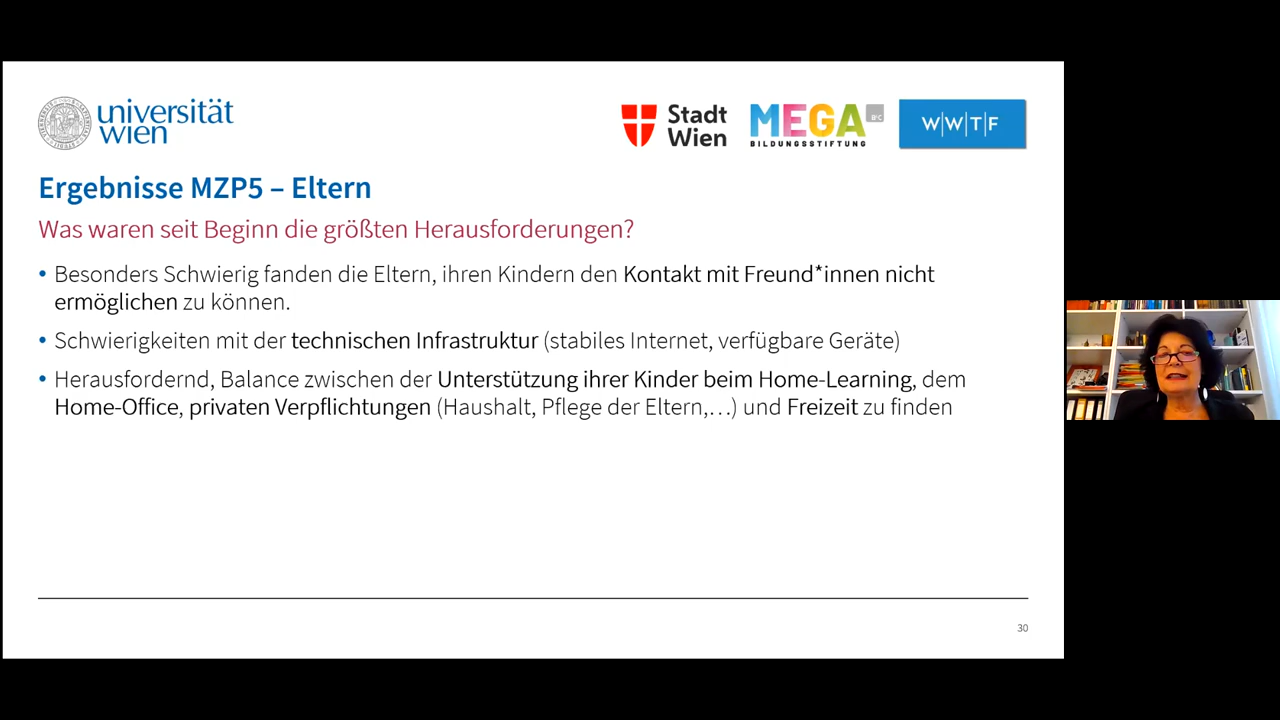 universität
wien
Stadt
Wien
MEGA
B&C
BILDUNGSSTIFTUNG
W|W|T|F
Ergebnisse MZP5 – Eltern
Was waren seit Beginn die größten Herausforderungen?
• Besonders Schwierig fanden die Eltern, ihren Kindern den Kontakt mit Freund*innen nicht
ermöglichen zu können.
• Schwierigkeiten mit der technischen Infrastruktur (stabiles Internet, verfügbare Geräte)
• Herausfordernd, Balance zwischen der Unterstützung ihrer Kinder beim Home-Learning, dem
Home-Office, privaten Verpflichtungen (Haushalt, Pflege der Eltern,…) und Freizeit zu finden
30